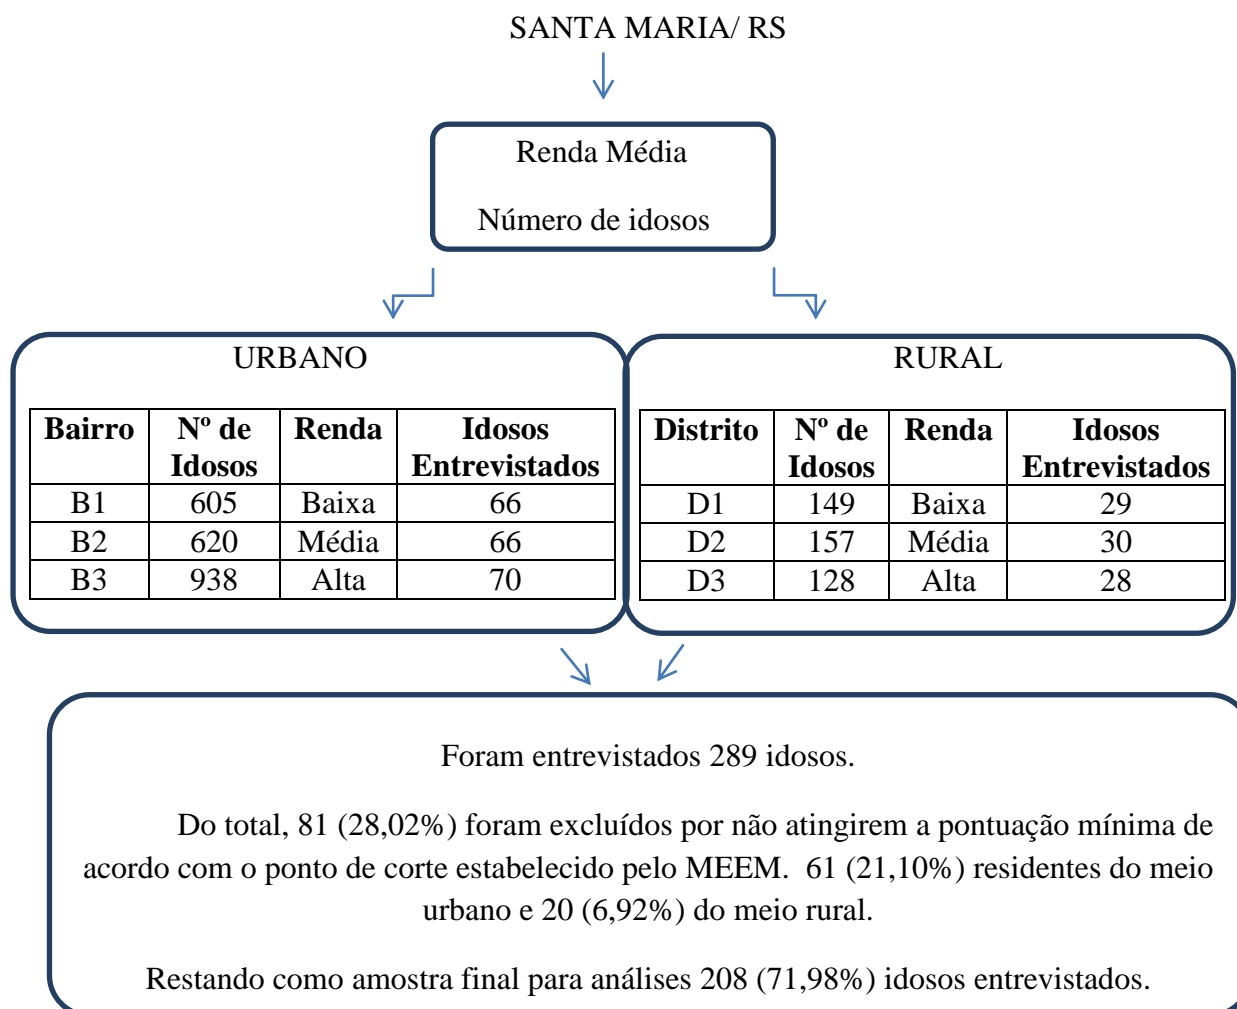 SANTA MARIA/ RS
Renda Média
Número de idosos
URBANO
Bairro Nº de Idosos Renda Idosos Entrevistados
B1 605 Baixa 66
B2 620 Média 66
B3 938 Alta 70
RURAL
Distrito Nº de Idosos Renda Idosos Entrevistados
D1 149 Baixa 29
D2 157 Média 30
D3 128 Alta 28
Foram entrevistados 289 idosos.
Do total, 81 (28,02%) foram excluídos por não atingirem a pontuação mínima de
acordo com o ponto de corte estabelecido pelo MEEM. 61 (21,10%) residentes do meio
urbano e 20 (6,92%) do meio rural.
Restando como amostra final para análises 208 (71,98%) idosos entrevistados.